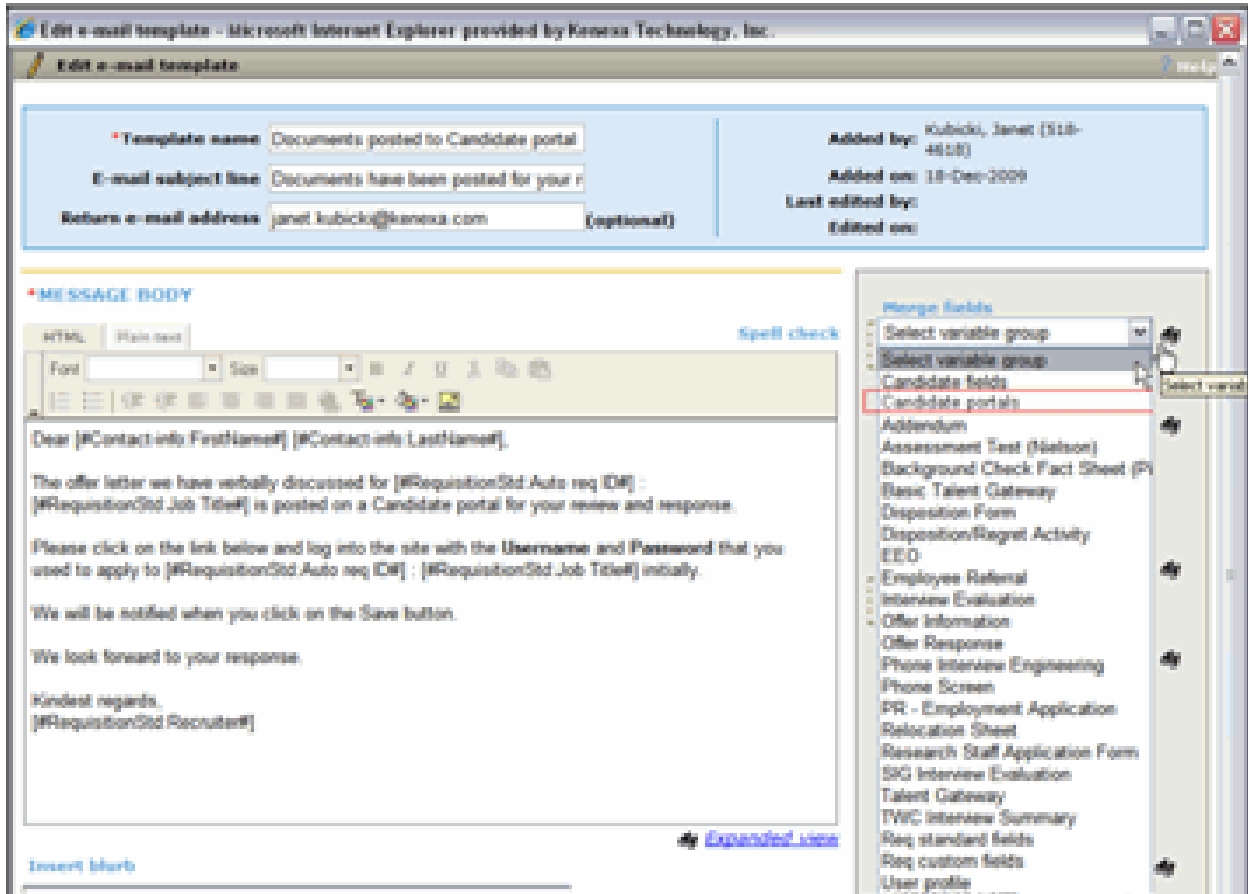 Edit e-mail template - Microsoft Internet Explorer provided by Kenexa Technology, Inc.
Edit e-mail template
? Help
*Template name Documents posted to Candidate portal
E-mail subject line Documents have been posted for your r
Return e-mail address janet.kubicki@kenexa.com (optional)
Added by: Kubicki, Janet (518-
4618)
Added on: 18-Dec-2009
Last edited by:
Edited on:
*MESSAGE BODY
HTML Plain text
Spell check
Font Size B I U
Dear [#Contact-info FirstName#] [#Contact-info LastName#],
The offer letter we have verbally discussed for [#RequisitionStd Auto req ID#] :
[#RequisitionStd Job Title#] is posted on a Candidate portal for your review and response.
Please click on the link below and log into the site with the Username and Password that you
used to apply to [#RequisitionStd Auto req ID#] : [#RequisitionStd Job Title#] initially.
We will be notified when you click on the Save button.
We look forward to your response.
Kindest regards,
[#RequisitionStd Recruiter#]
Expanded view
Insert blurb
Merge fields
Select variable group
Select variable group
Select variab
Candidate fields
Candidate portals
Addendum
Assessment Test (Nielson)
Background Check Fact Sheet (P
Basic Talent Gateway
Disposition Form
Disposition/Regret Activity
EEO
Employee Referral
Interview Evaluation
Offer Information
Offer Response
Phone Interview Engineering
Phone Screen
PR - Employment Application
Relocation Sheet
Research Staff Application Form
SIG Interview Evaluation
Talent Gateway
TWC Interview Summary
Req standard fields
Req custom fields
User profile